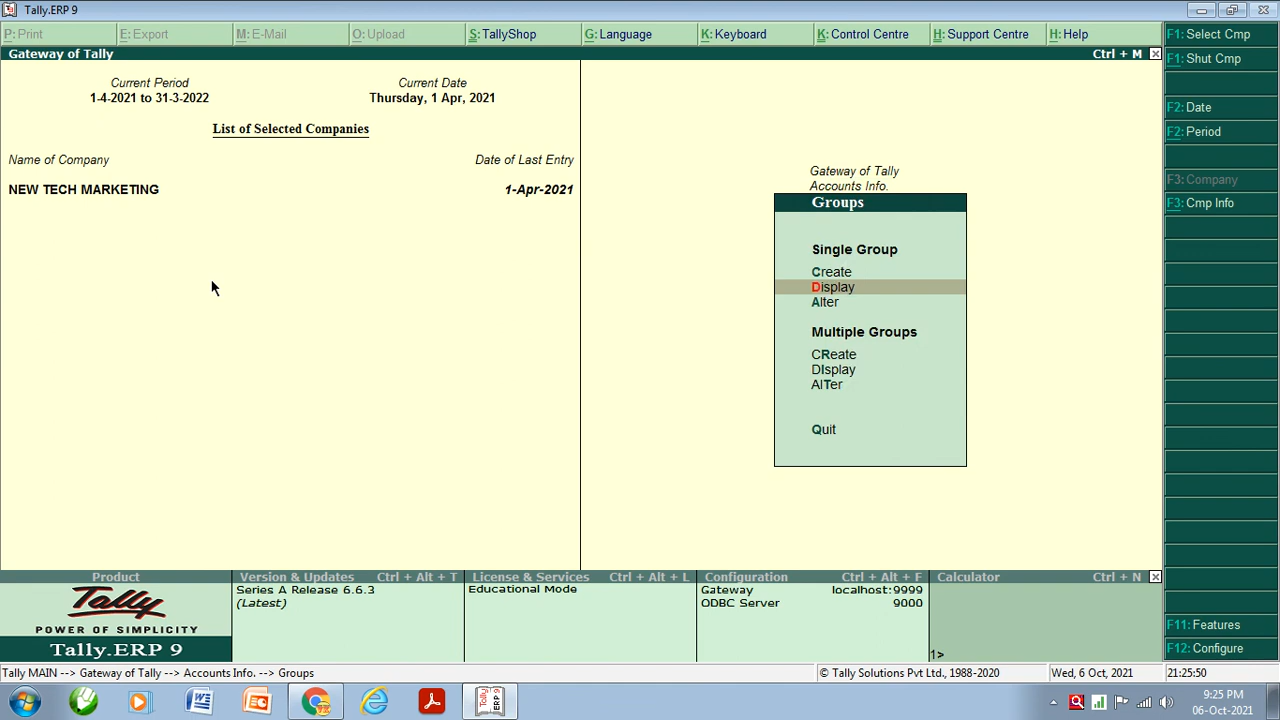 Tally.ERP 9
P: Print
E: Export
M: E-Mail
O: Upload
S: TallyShop
G: Language
K: Keyboard
K: Control Centre
H: Support Centre
H: Help
F1: Select Cmp
F1: Shut Cmp
F2: Date
F2: Period
F3: Company
F3: Cmp Info
F11: Features
F12: Configure
Gateway of Tally
Ctrl + M
Current Period
1-4-2021 to 31-3-2022
Current Date
Thursday, 1 Apr, 2021
List of Selected Companies
Name of Company
Date of Last Entry
NEW TECH MARKETING
1-Apr-2021
Gateway of Tally
Accounts Info.
Groups
Single Group
Create
Display
Alter
Multiple Groups
CReate
DIsplay
AlTer
Quit
Product
Tally
POWER OF SIMPLICITY
Tally.ERP 9
Version & Updates Ctrl + Alt + T
Series A Release 6.6.3
(Latest)
License & Services Ctrl + Alt + L
Educational Mode
Configuration Ctrl + Alt + F
Gateway localhost:9999
ODBC Server 9000
Calculator Ctrl + N
1>
Tally MAIN --> Gateway of Tally --> Accounts Info. --> Groups
© Tally Solutions Pvt Ltd., 1988-2020
Wed, 6 Oct, 2021
21:25:50
9:25 PM
06-Oct-2021